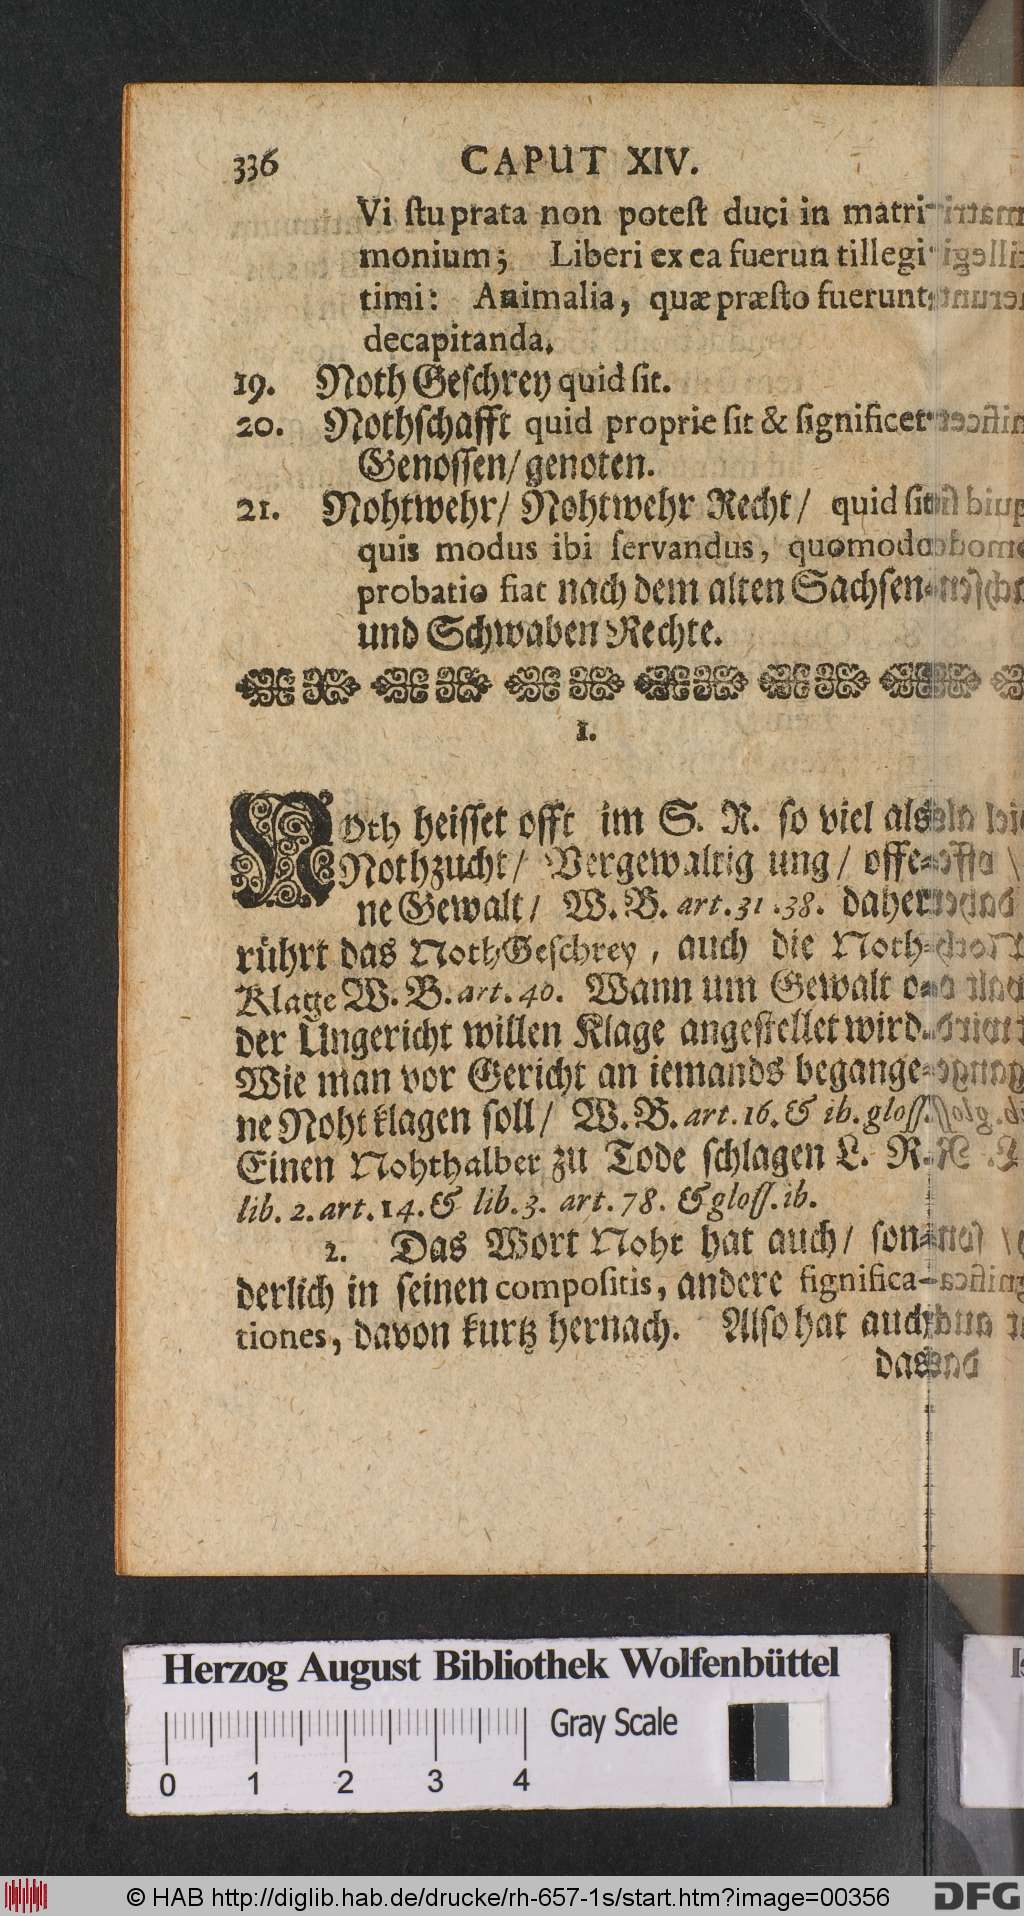 336 CAPUT XIV.
Vi stuprata non potest duci in matri-
monium; Liberi ex ea fuerun tillegi-
timi: Animalia, quæ præsto fuerunt,
decapitanda.
19. Noth Geschrey quid sit.
20. Nothschafft quid proprie sit & significet
Genossen/ genoten.
21. Nohtwehr/ Nohtwehr Recht/ quid sit
quis modus ibi servandus, quomodo
probatio fiat nach dem alten Sachsen-
und Schwaben Rechte.
1.
Noth heisset offt im S. R. so viel als
Nothzucht/ Vergewaltig ung/ offe-
ne Gewalt/ W. B. art. 31. 38. daher
rührt das NothGeschrey, auch die Noth-
Klage W. B. art. 40. Wann um Gewalt o-
der Ungericht willen Klage angestellet wird.
Wie man vor Gericht an iemands begange-
ne Noht klagen soll/ W. B. art. 16. & ib. gloss.
Einen Nohthalber zu Tode schlagen L. R.
lib. 2. art. 14. & lib. 3. art. 78. & gloss. ib.
2. Das Wort Noht hat auch/ son-
derlich in seinen compositis, andere significa-
tiones, davon kurtz hernach. Also hat auch
das
Herzog August Bibliothek Wolfenbüttel
Gray Scale
0 1 2 3 4
© HAB http://diglib.hab.de/drucke/rh-657-1s/start.htm?image=00356
DFG